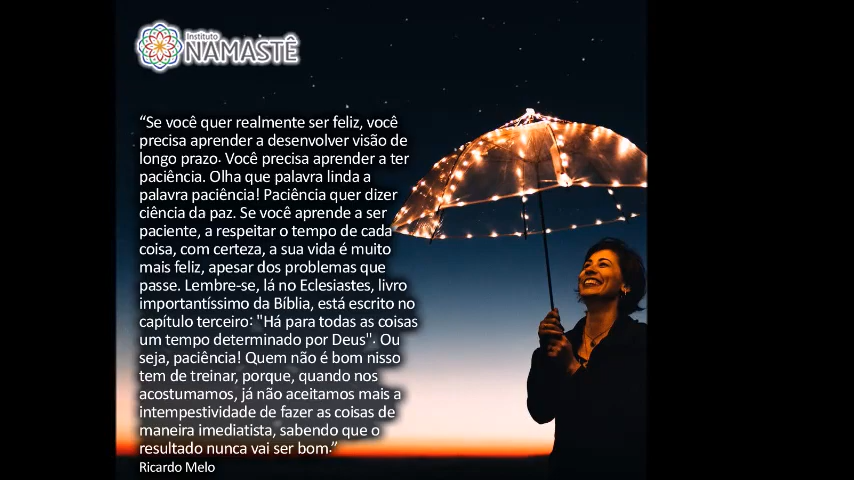 Instituto
NAMASTÊ
“Se você quer realmente ser feliz, você
precisa aprender a desenvolver visão de
longo prazo. Você precisa aprender a ter
paciência. Olha que palavra linda a
palavra paciência! Paciência quer dizer
ciência da paz. Se você aprende a ser
paciente, a respeitar o tempo de cada
coisa, com certeza, a sua vida é muito
mais feliz, apesar dos problemas que
passe. Lembre-se, lá no Eclesiastes, livro
importantíssimo da Bíblia, está escrito no
capítulo terceiro: "Há para todas as coisas
um tempo determinado por Deus". Ou
seja, paciência! Quem não é bom nisso
tem de treinar, porque, quando nos
acostumamos, já não aceitamos mais a
intempestividade de fazer as coisas de
maneira imediatista, sabendo que o
resultado nunca vai ser bom.”
Ricardo Melo